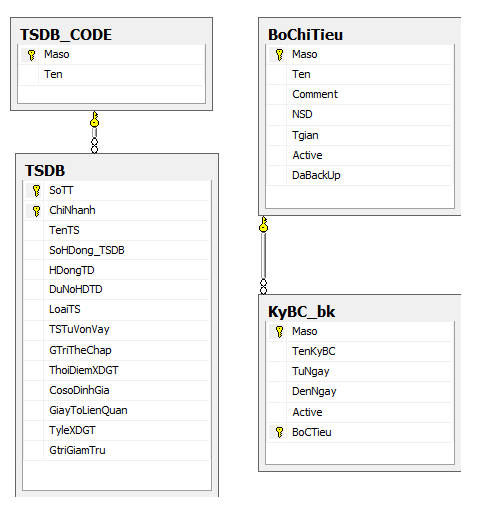 TSDB_CODE
Maso
Ten
TSDB
SoTT
ChiNhanh
TenTS
SoHDong_TSDB
HDongTD
DuNoHDTD
LoaiTS
TSTuVonVay
GTriTheChap
ThoiDiemXDGT
CosoDinhGia
GiayToLienQuan
TyleXDGT
GtriGiamTru
BoChiTieu
Maso
Ten
Comment
NSD
Tgian
Active
DaBackUp
KyBC_bk
Maso
TenKyBC
TuNgay
DenNgay
Active
BoCTieu